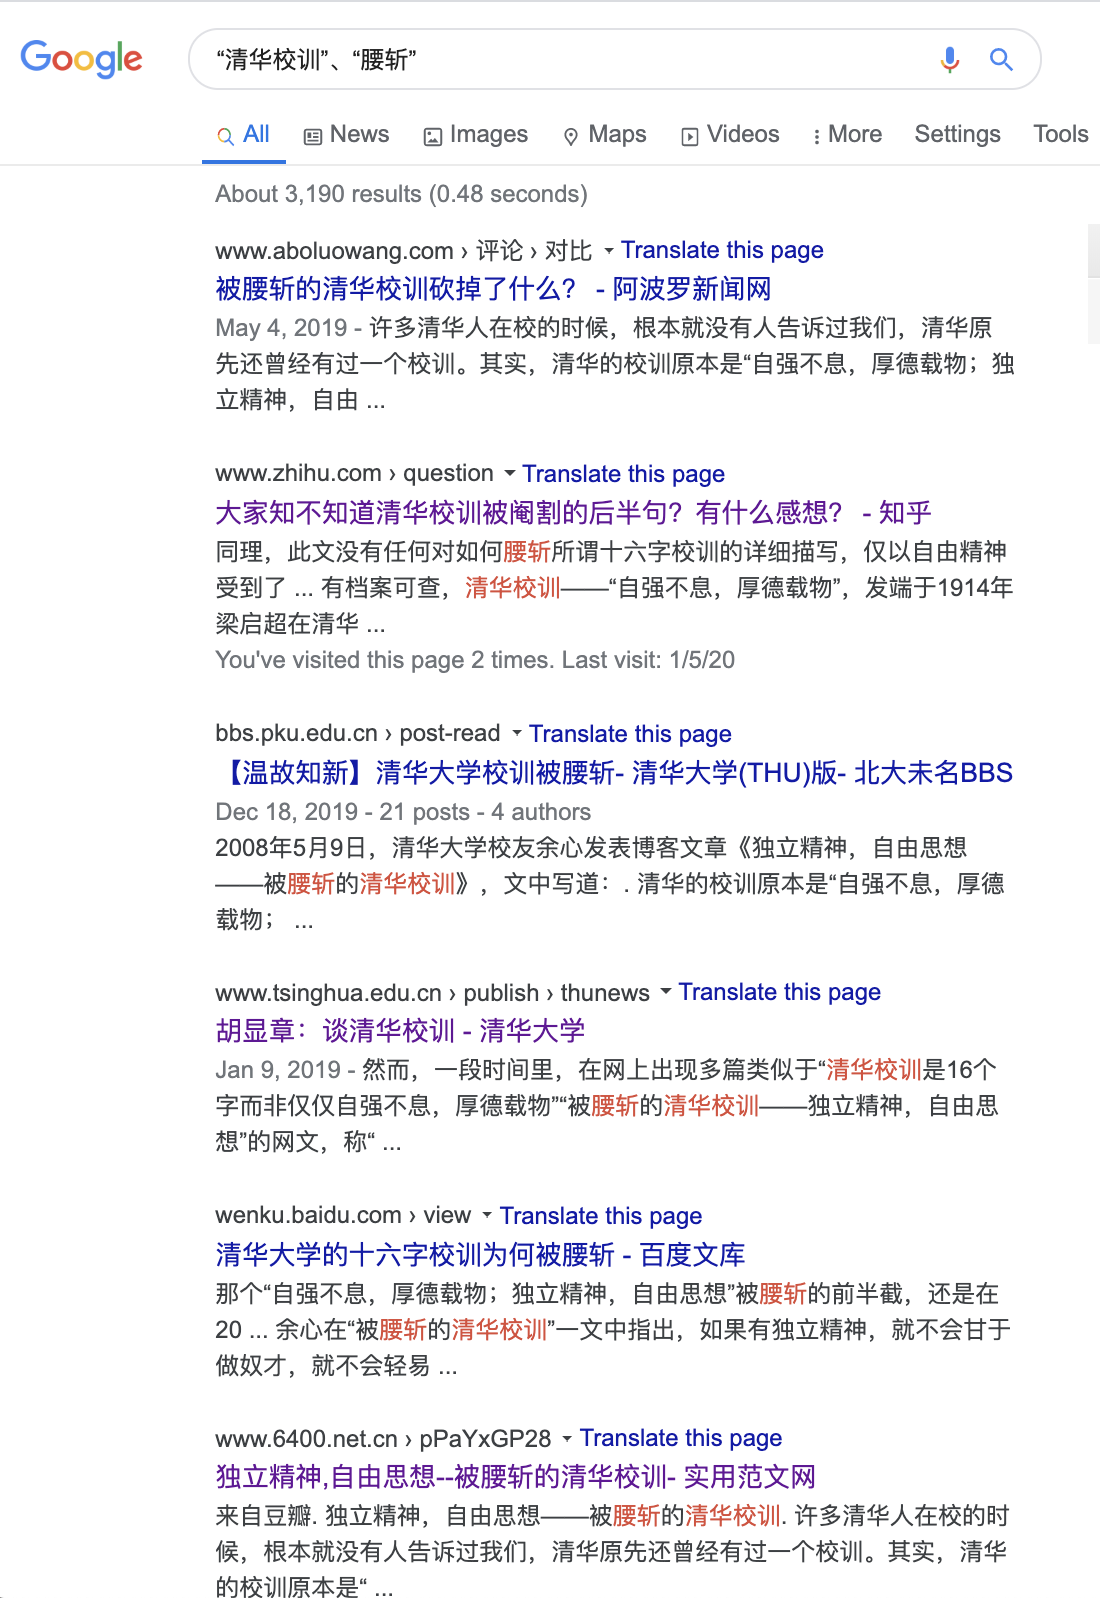 Google
“清华校训”、“腰斩”
All News Images Maps Videos More Settings Tools
About 3,190 results (0.48 seconds)
www.aboluowang.com › 评论 › 对比 Translate this page
被腰斩的清华校训砍掉了什么？ - 阿波罗新闻网
May 4, 2019 - 许多清华人在校的时候，根本就没有人告诉过我们，清华原
先还曾经有过一个校训。其实，清华的校训原本是“自强不息，厚德载物；独
立精神，自由 ...
www.zhihu.com › question Translate this page
大家知不知道清华校训被阉割的后半句？有什么感想？ - 知乎
同理，此文没有任何对如何腰斩所谓十六字校训的详细描写，仅以自由精神
受到了 ... 有档案可查，清华校训——“自强不息，厚德载物”，发端于1914年
梁启超在清华 ...
You've visited this page 2 times. Last visit: 1/5/20
bbs.pku.edu.cn › post-read Translate this page
【温故知新】清华大学校训被腰斩- 清华大学(THU)版- 北大未名BBS
Dec 18, 2019 - 21 posts - 4 authors
2008年5月9日，清华大学校友余心发表博客文章《独立精神，自由思想
——被腰斩的清华校训》，文中写道：. 清华的校训原本是“自强不息，厚德
载物； ...
www.tsinghua.edu.cn › publish › thunews Translate this page
胡显章：谈清华校训 - 清华大学
Jan 9, 2019 - 然而，一段时间里，在网上出现多篇类似于“清华校训是16个
字而非仅仅自强不息，厚德载物”“被腰斩的清华校训——独立精神，自由思
想”的网文，称“ ...
wenku.baidu.com › view Translate this page
清华大学的十六字校训为何被腰斩 - 百度文库
那个“自强不息，厚德载物；独立精神，自由思想”被腰斩的前半截，还是在
20 ... 余心在“被腰斩的清华校训”一文中指出，如果有独立精神，就不会甘于
做奴才，就不会轻易 ...
www.6400.net.cn › pPaYxGP28 Translate this page
独立精神,自由思想--被腰斩的清华校训- 实用范文网
来自豆瓣. 独立精神，自由思想——被腰斩的清华校训. 许多清华人在校的时
候，根本就没有人告诉过我们，清华原先还曾经有过一个校训。其实，清华
的校训原本是“ ...